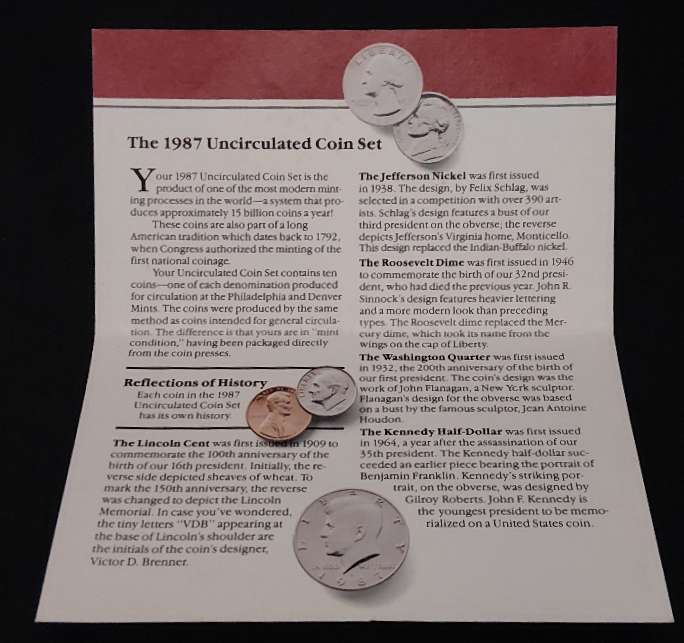 The 1987 Uncirculated Coin Set
Your 1987 Uncirculated Coin Set is the
product of one of the most modern mint-
ing processes in the world—a system that pro-
duces approximately 15 billion coins a year!
These coins are also part of a long
American tradition which dates back to 1792,
when Congress authorized the minting of the
first national coinage.
Your Uncirculated Coin Set contains ten
coins—one of each denomination produced
for circulation at the Philadelphia and Denver
Mints. The coins were produced by the same
method as coins intended for general circula-
tion. The difference is that yours are in "mint
condition," having been packaged directly
from the coin presses.
Reflections of History
Each coin in the 1987
Uncirculated Coin Set
has its own history.
The Lincoln Cent was first issued in 1909 to
commemorate the 100th anniversary of the
birth of our 16th president. Initially, the re-
verse side depicted sheaves of wheat. To
mark the 150th anniversary, the reverse
was changed to depict the Lincoln
Memorial. In case you've wondered,
the tiny letters "VDB" appearing at
the base of Lincoln's shoulder are
the initials of the coin's designer,
Victor D. Brenner.
The Jefferson Nickel was first issued
in 1938. The design, by Felix Schlag, was
selected in a competition with over 390 art-
ists. Schlag's design features a bust of our
third president on the obverse; the reverse
depicts Jefferson's Virginia home, Monticello.
This design replaced the Indian-Buffalo nickel.
The Roosevelt Dime was first issued in 1946
to commemorate the birth of our 32nd presi-
dent, who had died the previous year. John R.
Sinnock's design features heavier lettering
and a more modern look than preceding
types. The Roosevelt dime replaced the Mer-
cury dime, which took its name from the
wings on the cap of Liberty.
The Washington Quarter was first issued
in 1932, the 200th anniversary of the birth of
our first president. The coin's design was the
work of John Flanagan, a New York sculptor.
Flanagan's design for the obverse was based
on a bust by the famous sculptor, Jean Antoine
Houdon.
The Kennedy Half-Dollar was first issued
in 1964, a year after the assassination of our
35th president. The Kennedy half-dollar suc-
ceeded an earlier piece bearing the portrait of
Benjamin Franklin. Kennedy's striking por-
trait, on the obverse, was designed by
Gilroy Roberts. John F. Kennedy is
the youngest president to be memo-
rialized on a United States coin.
LIBERTY
LIBERTY
1987